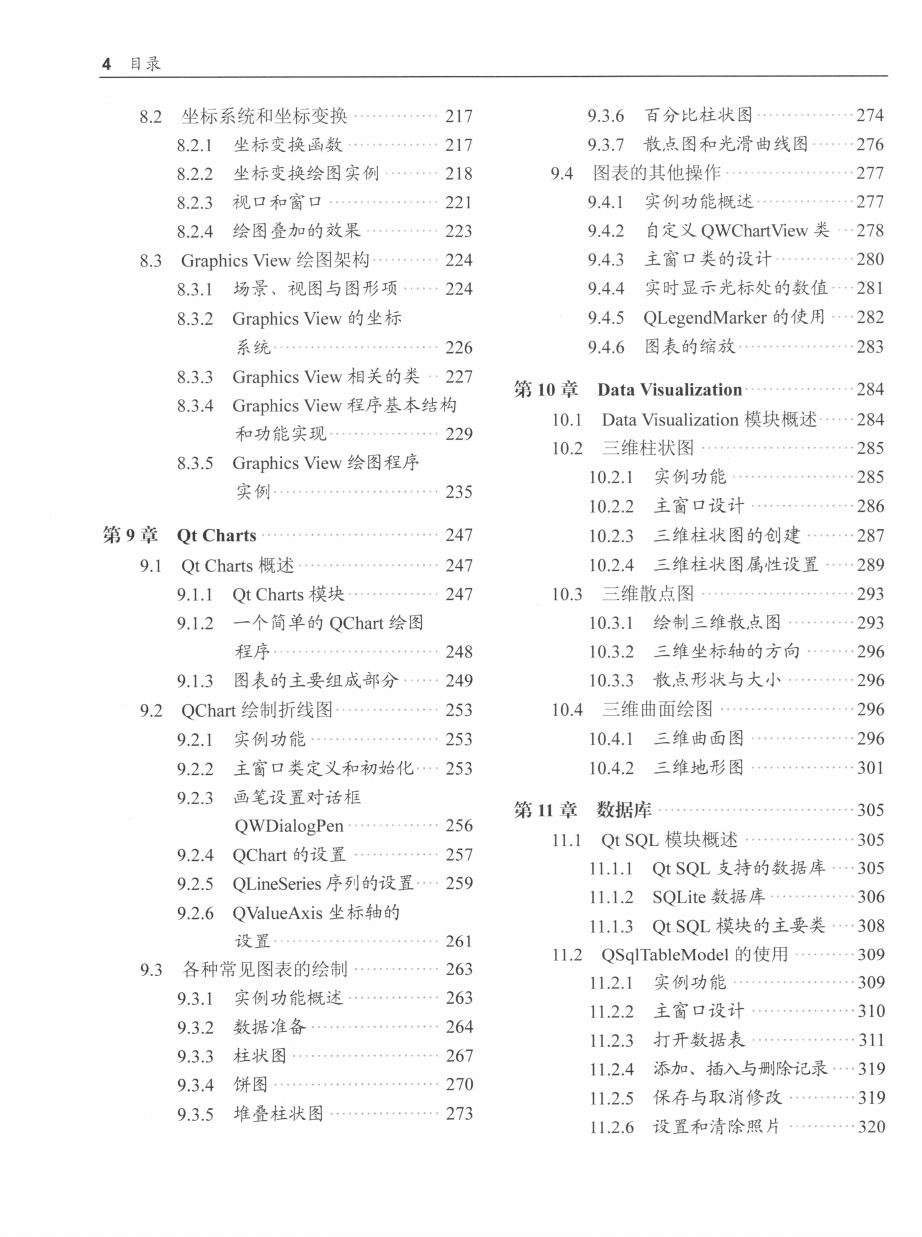 4 目录
8.2 坐标系统和坐标变换 ············· 217
8.2.1 坐标变换函数 ············· 217
8.2.2 坐标变换绘图实例 ········· 218
8.2.3 视口和窗口 ················ 221
8.2.4 绘图叠加的效果 ··········· 223
8.3 Graphics View 绘图架构 ··········· 224
8.3.1 场景、视图与图形项 ······ 224
8.3.2 Graphics View 的坐标
系统 ························ 226
8.3.3 Graphics View 相关的类 ·· 227
8.3.4 Graphics View 程序基本结构
和功能实现 ················ 229
8.3.5 Graphics View 绘图程序
实例 ························ 235
第 9 章 Qt Charts ·························· 247
9.1 Qt Charts 概述 ····················· 247
9.1.1 Qt Charts 模块 ············· 247
9.1.2 一个简单的 QChart 绘图
程序 ························ 248
9.1.3 图表的主要组成部分 ······ 249
9.2 QChart 绘制折线图 ··············· 253
9.2.1 实例功能 ··················· 253
9.2.2 主窗口类定义和初始化 ···· 253
9.2.3 画笔设置对话框
QWDialogPen ············· 256
9.2.4 QChart 的设置 ············ 257
9.2.5 QLineSeries 序列的设置 ···· 259
9.2.6 QValueAxis 坐标轴的
设置 ························ 261
9.3 各种常见图表的绘制 ············· 263
9.3.1 实例功能概述 ············· 263
9.3.2 数据准备 ··················· 264
9.3.3 柱状图 ····················· 267
9.3.4 饼图 ························ 270
9.3.5 堆叠柱状图 ················ 273
9.3.6 百分比柱状图 ··············· 274
9.3.7 散点图和光滑曲线图 ······· 276
9.4 图表的其他操作 ···················· 277
9.4.1 实例功能概述 ··············· 277
9.4.2 自定义 QWChartView 类 ··· 278
9.4.3 主窗口类的设计 ············ 280
9.4.4 实时显示光标处的数值 ···· 281
9.4.5 QLegendMarker 的使用 ···· 282
9.4.6 图表的缩放 ················· 283
第 10 章 Data Visualization ················· 284
10.1 Data Visualization 模块概述 ······ 284
10.2 三维柱状图 ······················· 285
10.2.1 实例功能 ·················· 285
10.2.2 主窗口设计 ··············· 286
10.2.3 三维柱状图的创建 ········ 287
10.2.4 三维柱状图属性设置 ····· 289
10.3 三维散点图 ······················· 293
10.3.1 绘制三维散点图 ·········· 293
10.3.2 三维坐标轴的方向 ········ 296
10.3.3 散点形状与大小 ·········· 296
10.4 三维曲面绘图 ···················· 296
10.4.1 三维曲面图 ··············· 296
10.4.2 三维地形图 ··············· 301
第 11 章 数据库 ····························· 305
11.1 Qt SQL 模块概述 ················· 305
11.1.1 Qt SQL 支持的数据库 ···· 305
11.1.2 SQLite 数据库 ············· 306
11.1.3 Qt SQL 模块的主要类 ···· 308
11.2 QSqlTableModel 的使用 ········· 309
11.2.1 实例功能 ·················· 309
11.2.2 主窗口设计 ··············· 310
11.2.3 打开数据表 ··············· 311
11.2.4 添加、插入与删除记录 ···· 319
11.2.5 保存与取消修改 ·········· 319
11.2.6 设置和清除照片 ·········· 320